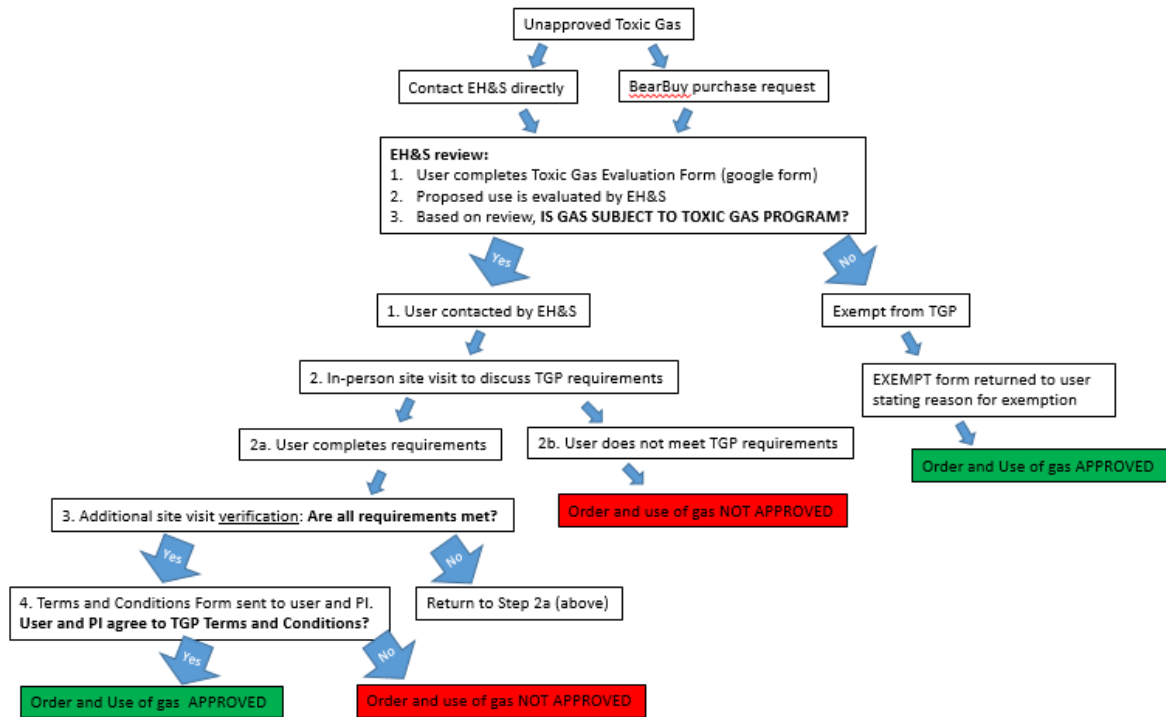 Unapproved Toxic Gas
Contact EH&S directly
BearBuy purchase request
EH&S review:
1. User completes Toxic Gas Evaluation Form (google form)
2. Proposed use is evaluated by EH&S
3. Based on review, IS GAS SUBJECT TO TOXIC GAS PROGRAM?
Yes
No
1. User contacted by EH&S
Exempt from TGP
2. In-person site visit to discuss TGP requirements
EXEMPT form returned to user
stating reason for exemption
2a. User completes requirements
2b. User does not meet TGP requirements
Order and Use of gas APPROVED
3. Additional site visit verification: Are all requirements met?
Order and use of gas NOT APPROVED
Yes
No
4. Terms and Conditions Form sent to user and PI.
User and PI agree to TGP Terms and Conditions?
Return to Step 2a (above)
Yes
No
Order and Use of gas APPROVED
Order and use of gas NOT APPROVED